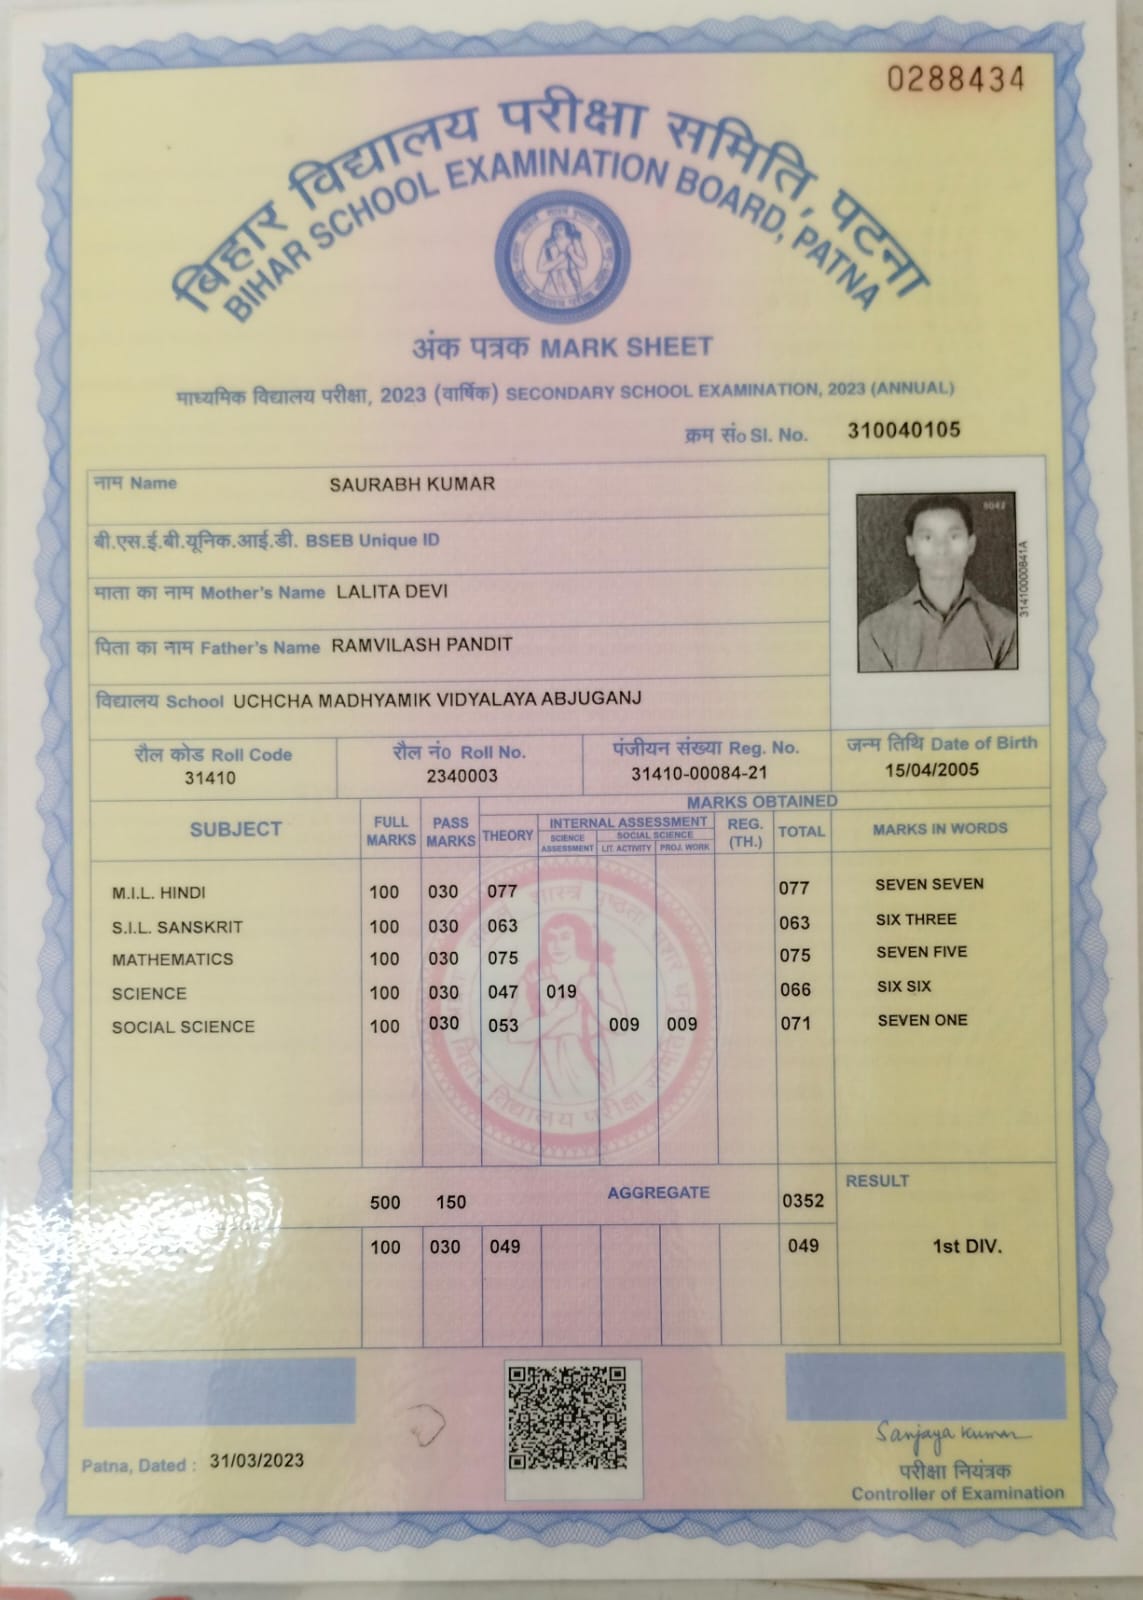 0288434
बिहार विद्यालय परीक्षा समिति, पटना
BIHAR SCHOOL EXAMINATION BOARD, PATNA
अंक पत्रक MARK SHEET
माध्यमिक विद्यालय परीक्षा, 2023 (वार्षिक) SECONDARY SCHOOL EXAMINATION, 2023 (ANNUAL)
क्रम सं० Sl. No. 310040105
नाम Name SAURABH KUMAR
बी.एस.ई.बी.यूनिक.आई.डी. BSEB Unique ID
माता का नाम Mother's Name LALITA DEVI
पिता का नाम Father's Name RAMVILASH PANDIT
विद्यालय School UCHCHA MADHYAMIK VIDYALAYA ABJUGANJ
31410000841A
रौल कोड Roll Code रौल नं० Roll No. पंजीयन संख्या Reg. No. जन्म तिथि Date of Birth
31410 2340003 31410-00084-21 15/04/2005
MARKS OBTAINED
SUBJECT FULL MARKS PASS MARKS THEORY INTERNAL ASSESSMENT REG. (TH.) TOTAL MARKS IN WORDS
SCIENCE ASSESSMENT SOCIAL SCIENCE LIT. ACTIVITY PROJ. WORK
M.I.L. HINDI 100 030 077 077 SEVEN SEVEN
S.I.L. SANSKRIT 100 030 063 063 SIX THREE
MATHEMATICS 100 030 075 075 SEVEN FIVE
SCIENCE 100 030 047 019 066 SIX SIX
SOCIAL SCIENCE 100 030 053 009 009 071 SEVEN ONE
बिहार विद्यालय परीक्षा समिति
500 150 AGGREGATE 0352 RESULT
100 030 049 049 1st DIV.
Patna, Dated : 31/03/2023
Sanjaya Kumar
परीक्षा नियंत्रक
Controller of Examination